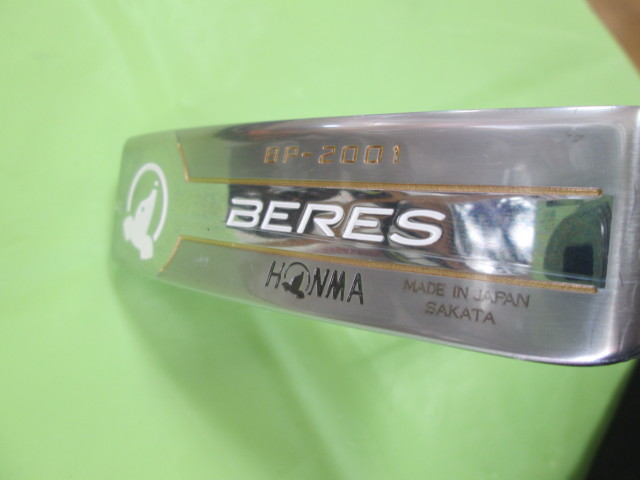 BP-2001
BERES
HONMA
MADE IN JAPAN
SAKATA